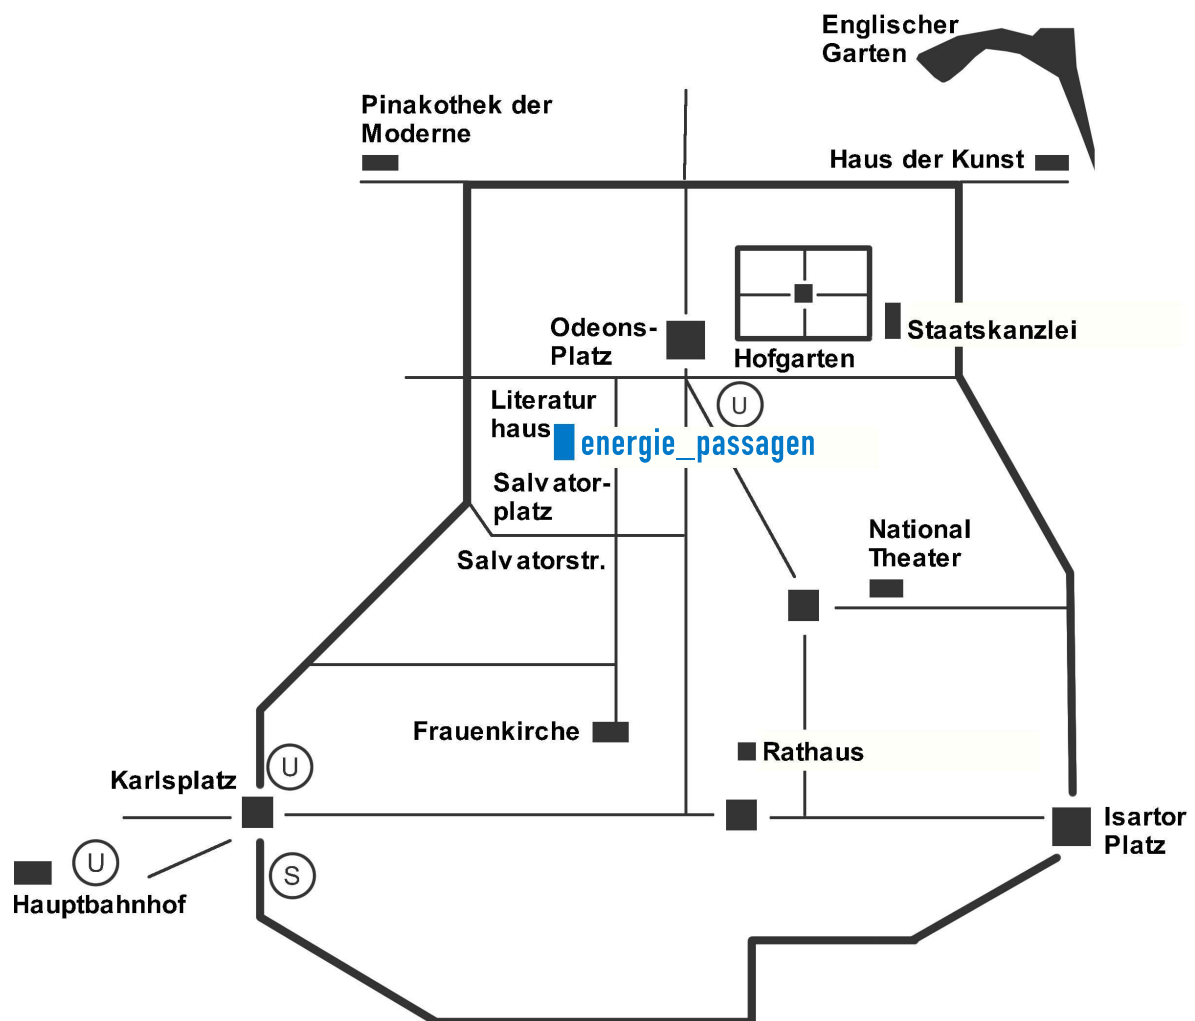 Englischer
Garten
Pinakothek der
Moderne
Haus der Kunst
Odeons-
Platz
Hofgarten
Staatskanzlei
Literatur
haus
U
energie_passagen
Salvator-
platz
Salvatorstr.
National
Theater
Frauenkirche
Rathaus
U
Karlsplatz
Isartor
Platz
U
S
Hauptbahnhof